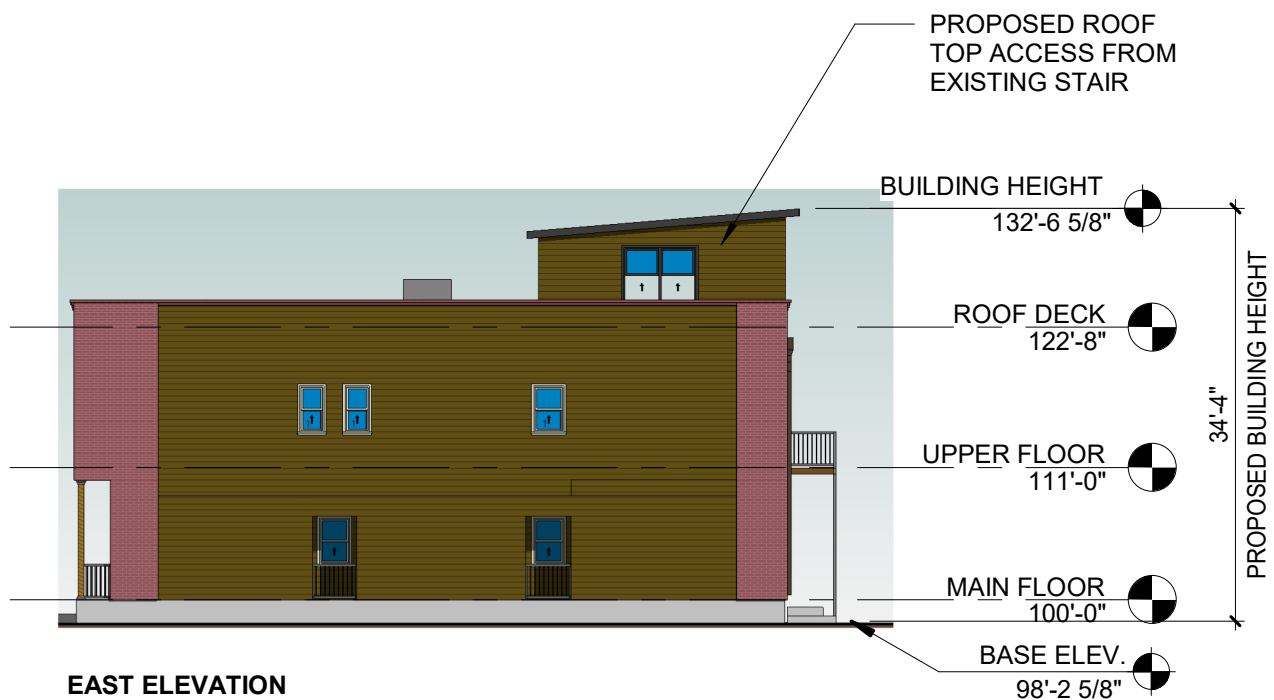 PROPOSED ROOF
TOP ACCESS FROM
EXISTING STAIR
BUILDING HEIGHT
132'-6 5/8"
ROOF DECK
122'-8"
UPPER FLOOR
111'-0"
MAIN FLOOR
100'-0"
BASE ELEV.
98'-2 5/8"
34'-4"
PROPOSED BUILDING HEIGHT
EAST ELEVATION